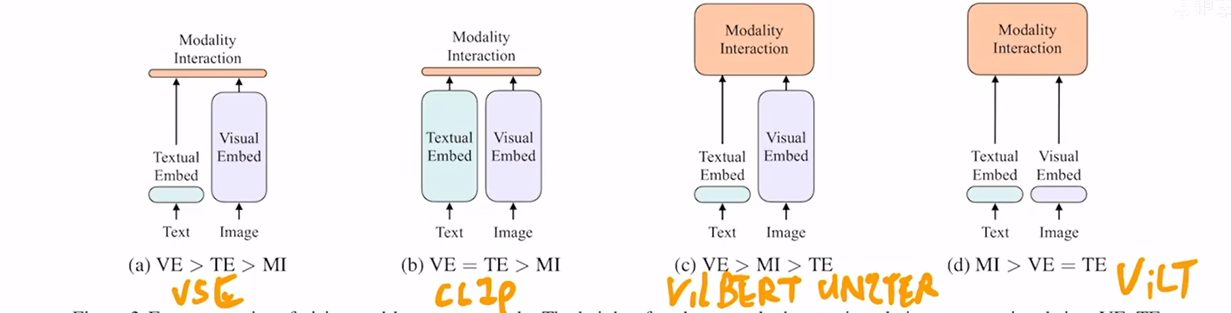 Modality
Interaction
Textual
Embed
Visual
Embed
Text
Image
(a) VE > TE > MI
VSE
Modality
Interaction
Textual
Embed
Visual
Embed
Text
Image
(b) VE = TE > MI
CLIP
Modality
Interaction
Textual
Embed
Visual
Embed
Text
Image
(c) VE > MI > TE
ViLBERT UNITER
Modality
Interaction
Textual
Embed
Visual
Embed
Text
Image
(d) MI > VE = TE
ViLT